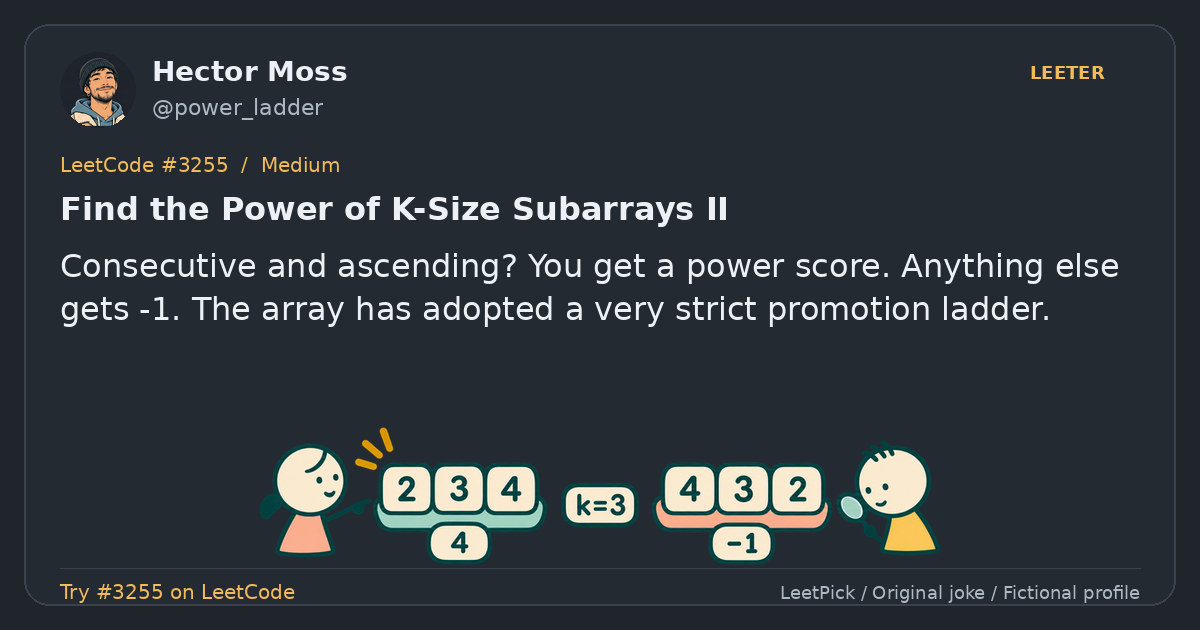 Hector Moss
LEETER
@power_ladder
LeetCode #3255 / Medium
Find the Power of K-Size Subarrays II
Consecutive and ascending? You get a power score. Anything else
gets -1. The array has adopted a very strict promotion ladder.
2 3 4
k=3
4 3 2
4
-1
Try #3255 on LeetCode
LeetPick / Original joke / Fictional profile